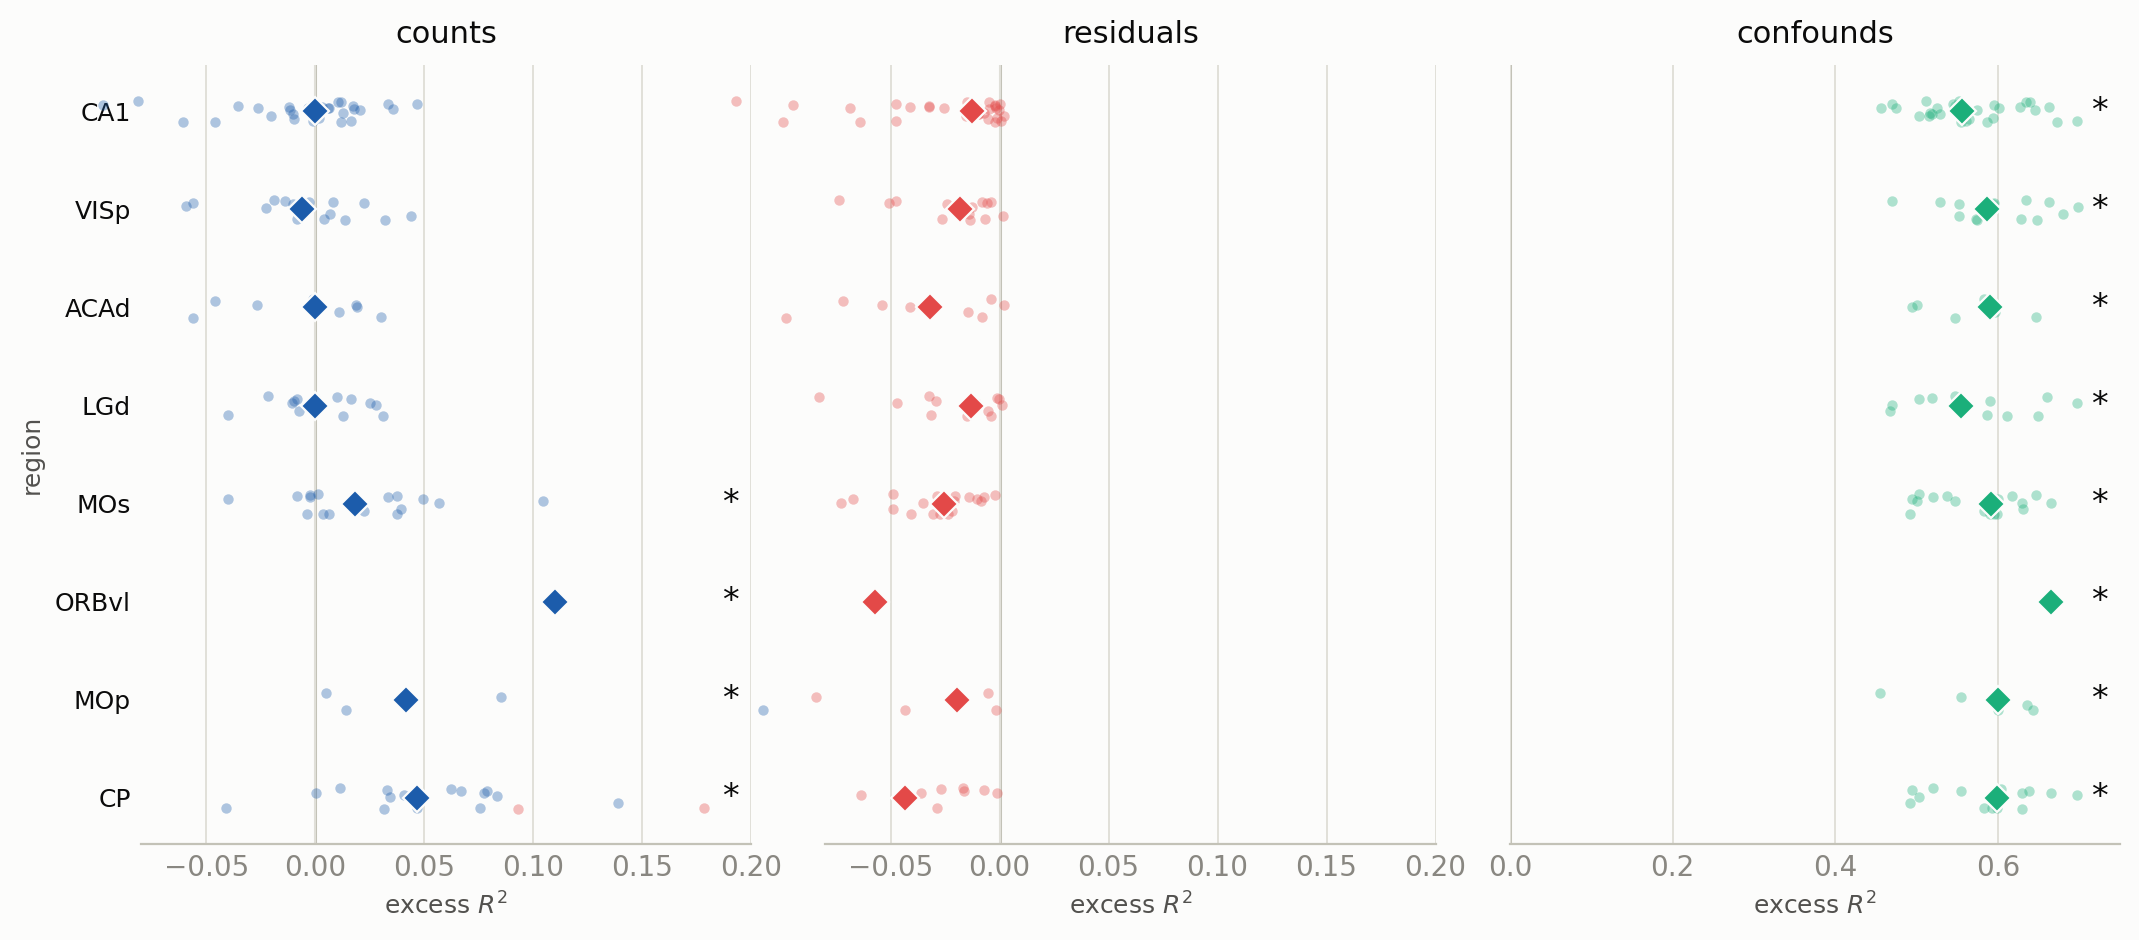 counts
residuals
confounds
CA1
*
VISp
*
ACAd
*
LGd
*
MOs
*
*
ORBvl
*
*
MOp
*
*
CP
*
*
region
−0.05 0.00 0.05 0.10 0.15 0.20
−0.05 0.00 0.05 0.10 0.15 0.20
0.0 0.2 0.4 0.6
excess R²
excess R²
excess R²